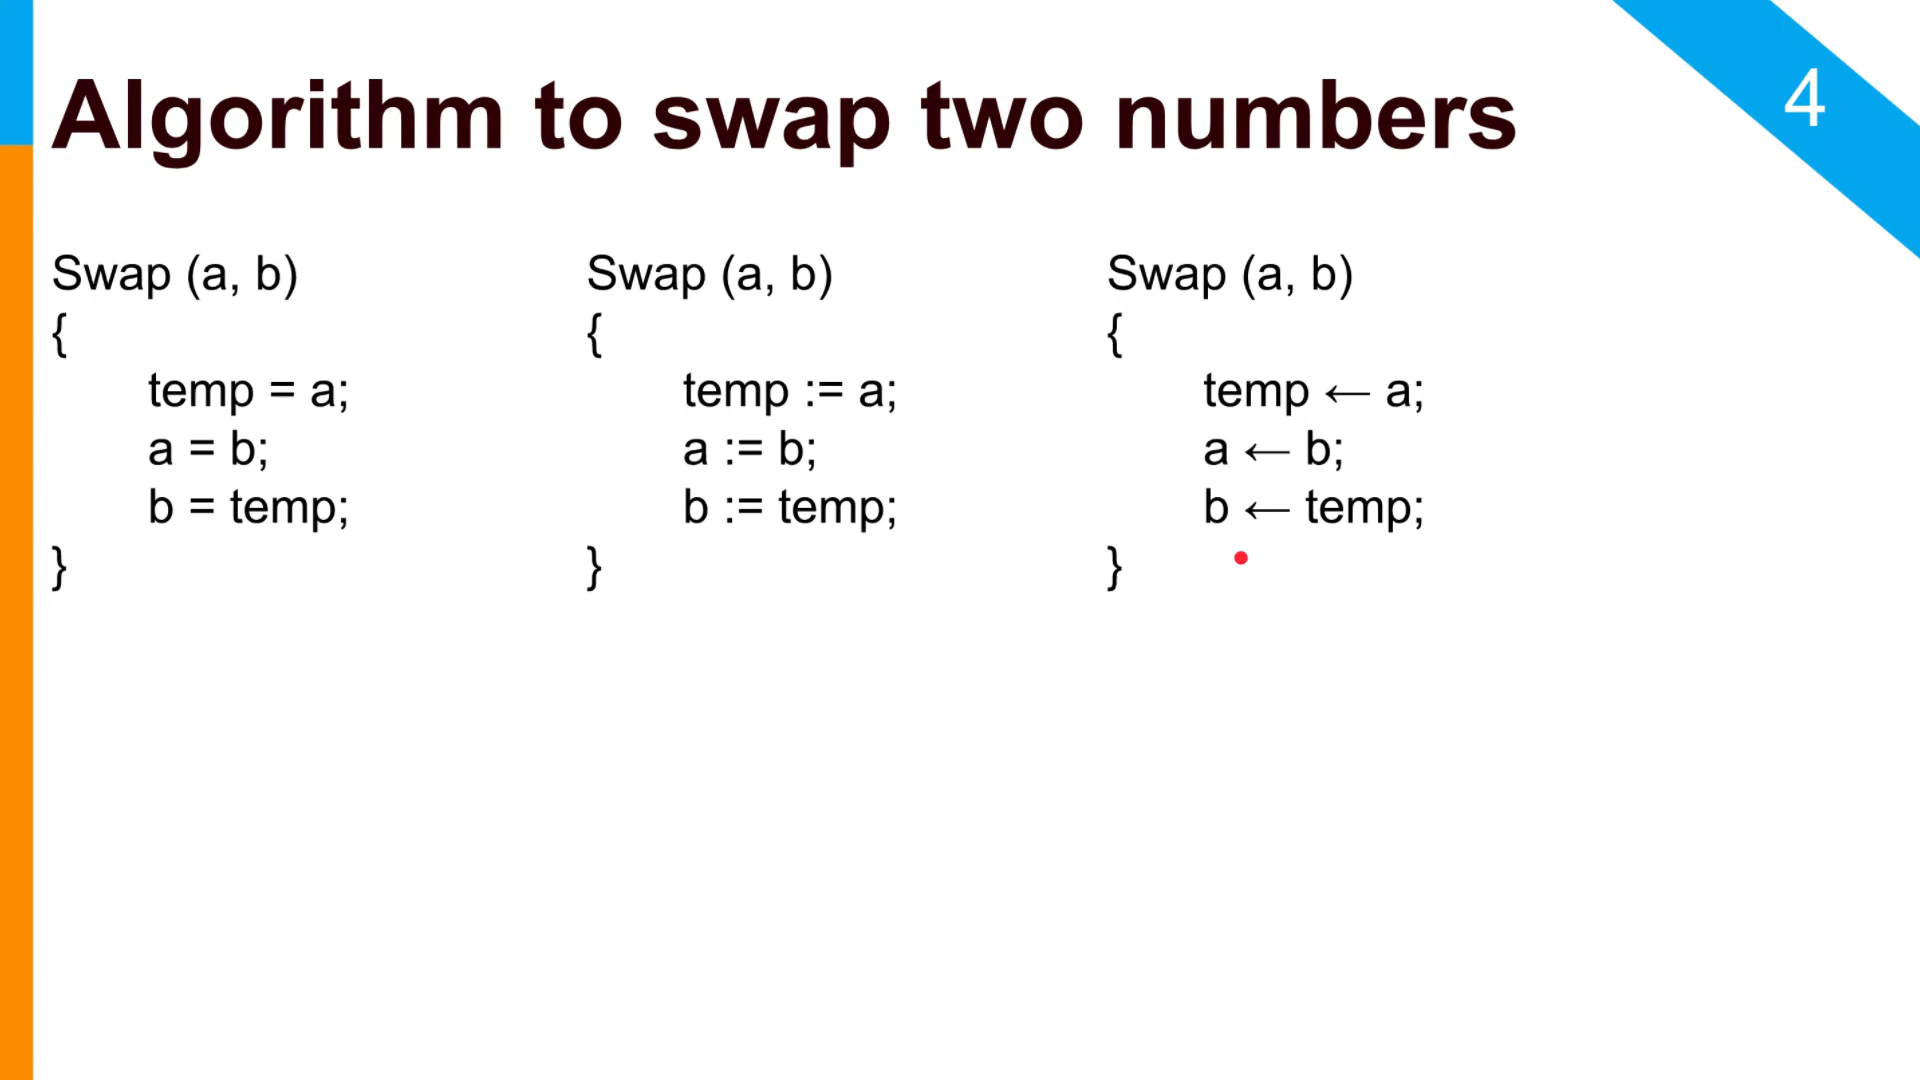 Algorithm to swap two numbers
4
Swap (a, b)
{
temp = a;
a = b;
b = temp;
}
Swap (a, b)
{
temp := a;
a := b;
b := temp;
}
Swap (a, b)
{
temp ← a;
a ← b;
b ← temp;
}